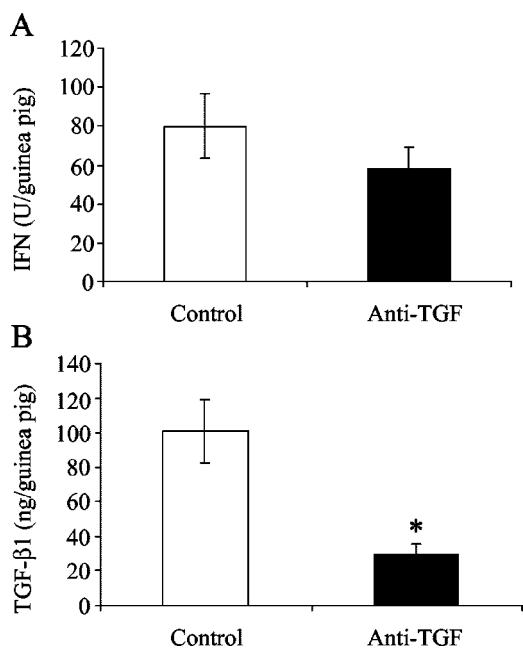 A
IFN (U/guinea pig)
120
100
80
60
40
20
0
Control Anti-TGF
B
TGF-β1 (ng/guinea pig)
140
120
100
80
60
40
20
0
*
Control Anti-TGF